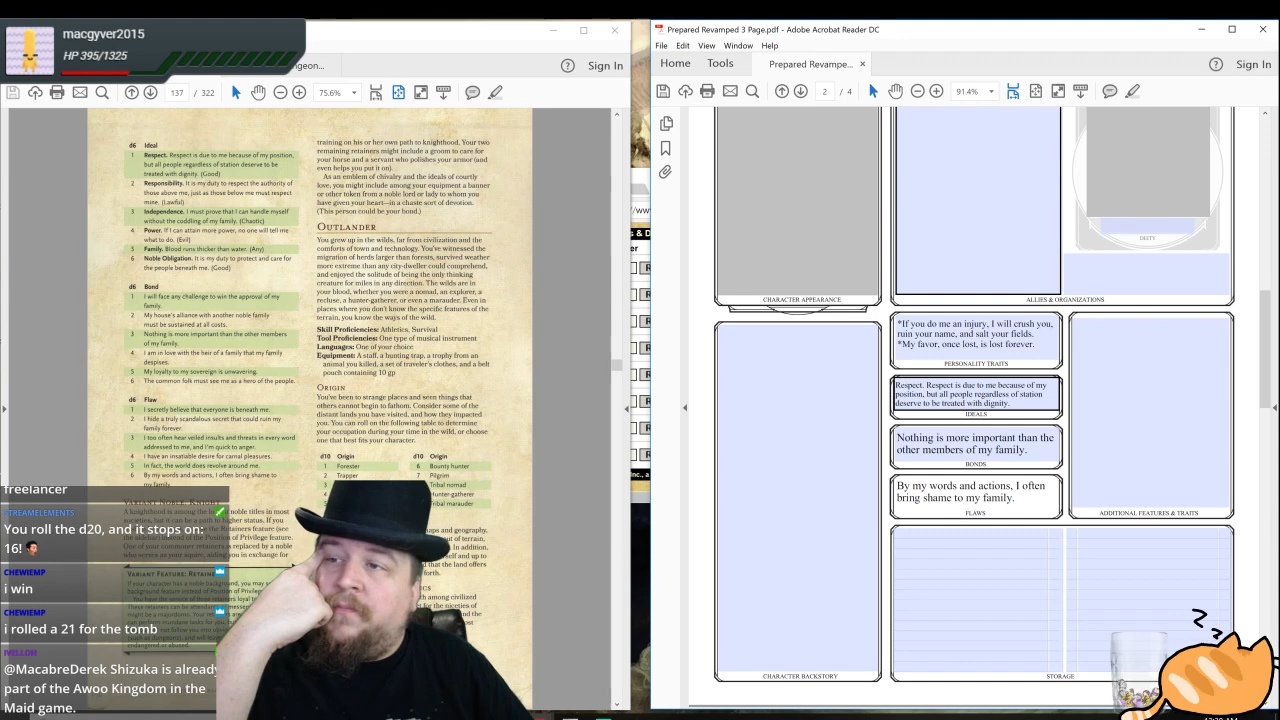 macgyver2015
HP 395/1325
Sign In
137 / 322
75.6%
d6 Ideal
1 Respect. Respect is due to me because of my position,
but all people regardless of station deserve to be
treated with dignity. (Good)
2 Responsibility. It is my duty to respect the authority of
those above me, just as those below me must respect
mine. (Lawful)
3 Independence. I must prove that I can handle myself
without the coddling of my family. (Chaotic)
4 Power. If I can attain more power, no one will tell me
what to do. (Evil)
5 Family. Blood runs thicker than water. (Any)
6 Noble Obligation. It is my duty to protect and care for
the people beneath me. (Good)
d6 Bond
1 I will face any challenge to win the approval of my
family.
2 My house's alliance with another noble family
must be sustained at all costs.
3 Nothing is more important than the other members
of my family.
4 I am in love with the heir of a family that my family
despises.
5 My loyalty to my sovereign is unwavering.
6 The common folk must see me as a hero of the people.
d6 Flaw
1 I secretly believe that everyone is beneath me.
2 I hide a truly scandalous secret that could ruin my
family forever.
3 I too often hear veiled insults and threats in every word
addressed to me, and I'm quick to anger.
4 I have an insatiable desire for carnal pleasures.
5 In fact, the world does revolve around me.
6 By my words and actions, I often bring shame to
my family.
Variant Noble: Knight
A knighthood is among the lowest noble titles in most
societies, but it can be a path to higher status. If you
training on his or her own path to knighthood. Your two
remaining retainers might include a groom to care for
your horse and a servant who polishes your armor (and
even helps you put it on).
As an emblem of chivalry and the ideals of courtly
love, you might include among your equipment a banner
or other token from a noble lord or lady to whom you
have given your heart—in a chaste sort of devotion.
(This person could be your bond.)
Outlander
You grew up in the wilds, far from civilization and the
comforts of town and technology. You've witnessed the
migration of herds larger than forests, survived weather
more extreme than any city-dweller could comprehend,
and enjoyed the solitude of being the only thinking
creature for miles in any direction. The wilds are in
your blood, whether you were a nomad, an explorer, a
recluse, a hunter-gatherer, or even a marauder. Even in
places where you don't know the specific features of the
terrain, you know the ways of the wild.
Skill Proficiencies: Athletics, Survival
Tool Proficiencies: One type of musical instrument
Languages: One of your choice
Equipment: A staff, a hunting trap, a trophy from an
animal you killed, a set of traveler's clothes, and a belt
pouch containing 10 gp
Origin
You've been to strange places and seen things that
others cannot begin to fathom. Consider some of the
distant lands you have visited, and how they impacted
you. You can roll on the following table to determine
your occupation during your time in the wild, or choose
one that best fits your character.
d10 Origin d10 Origin
1 Forester 6 Bounty hunter
2 Trapper 7 Pilgrim
Tribal nomad
Hunter-gatherer
Tribal marauder
freelancer
STREAMELEMENTS
You roll the d20, and it stops on:
16!
CHEWIEMP
i win
CHEWIEMP
i rolled a 21 for the tomb
@MacabreDerek Shizuka is already
part of the Awoo Kingdom in the
Maid game.
Prepared Revamped 3 Page.pdf - Adobe Acrobat Reader DC
File Edit View Window Help
Home Tools Prepared Revampe... Sign In
2 / 4
91.4%
DEITY
CHARACTER APPEARANCE
ALLIES & ORGANIZATIONS
*If you do me an injury, I will crush you,
ruin your name, and salt your fields.
*My favor, once lost, is lost forever.
PERSONALITY TRAITS
Respect. Respect is due to me because of my
position, but all people regardless of station
deserve to be treated with dignity.
IDEALS
Nothing is more important than the
other members of my family.
BONDS
By my words and actions, I often
bring shame to my family.
FLAWS
ADDITIONAL FEATURES & TRAITS
CHARACTER BACKSTORY
STORAGE